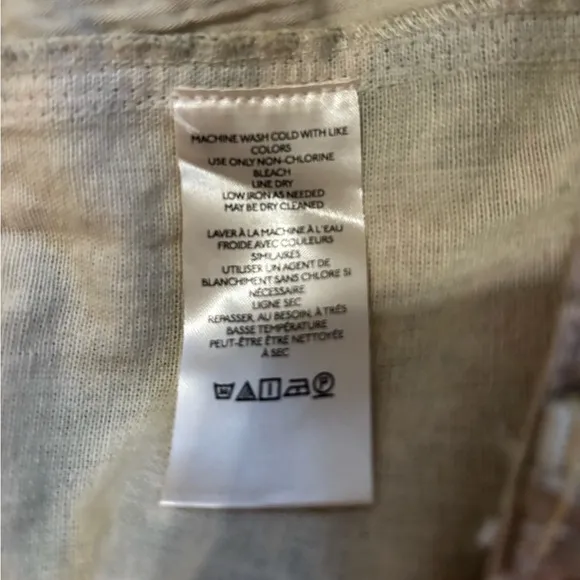 MACHINE WASH COLD WITH LIKE
COLORS
USE ONLY NON-CHLORINE
BLEACH
LINE DRY
LOW IRON AS NEEDED
MAY BE DRY CLEANED
LAVER À LA MACHINE À L'EAU
FROIDE AVEC COULEURS
SIMILAIRES
UTILISER UN AGENT DE
BLANCHIMENT SANS CHLORE SI
NÉCESSAIRE
LIGNE SEC
REPASSER, AU BESOIN, À TRÈS
BASSE TEMPÉRATURE
PEUT-ÊTRE ÊTRE NETTOYÉE
À SEC